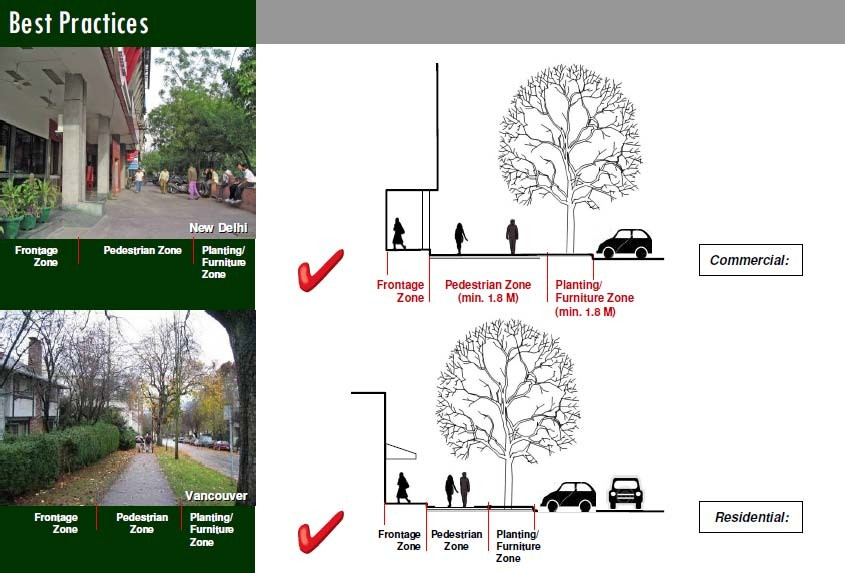 Best Practices
New Delhi
Frontage
Zone
Pedestrian Zone
Planting/
Furniture
Zone
Frontage
Zone
Pedestrian Zone
(min. 1.8 M)
Planting/
Furniture Zone
(min. 1.8 M)
Commercial:
Vancouver
Frontage
Zone
Pedestrian
Zone
Planting/
Furniture
Zone
Frontage
Zone
Pedestrian
Zone
Planting/
Furniture
Zone
Residential: